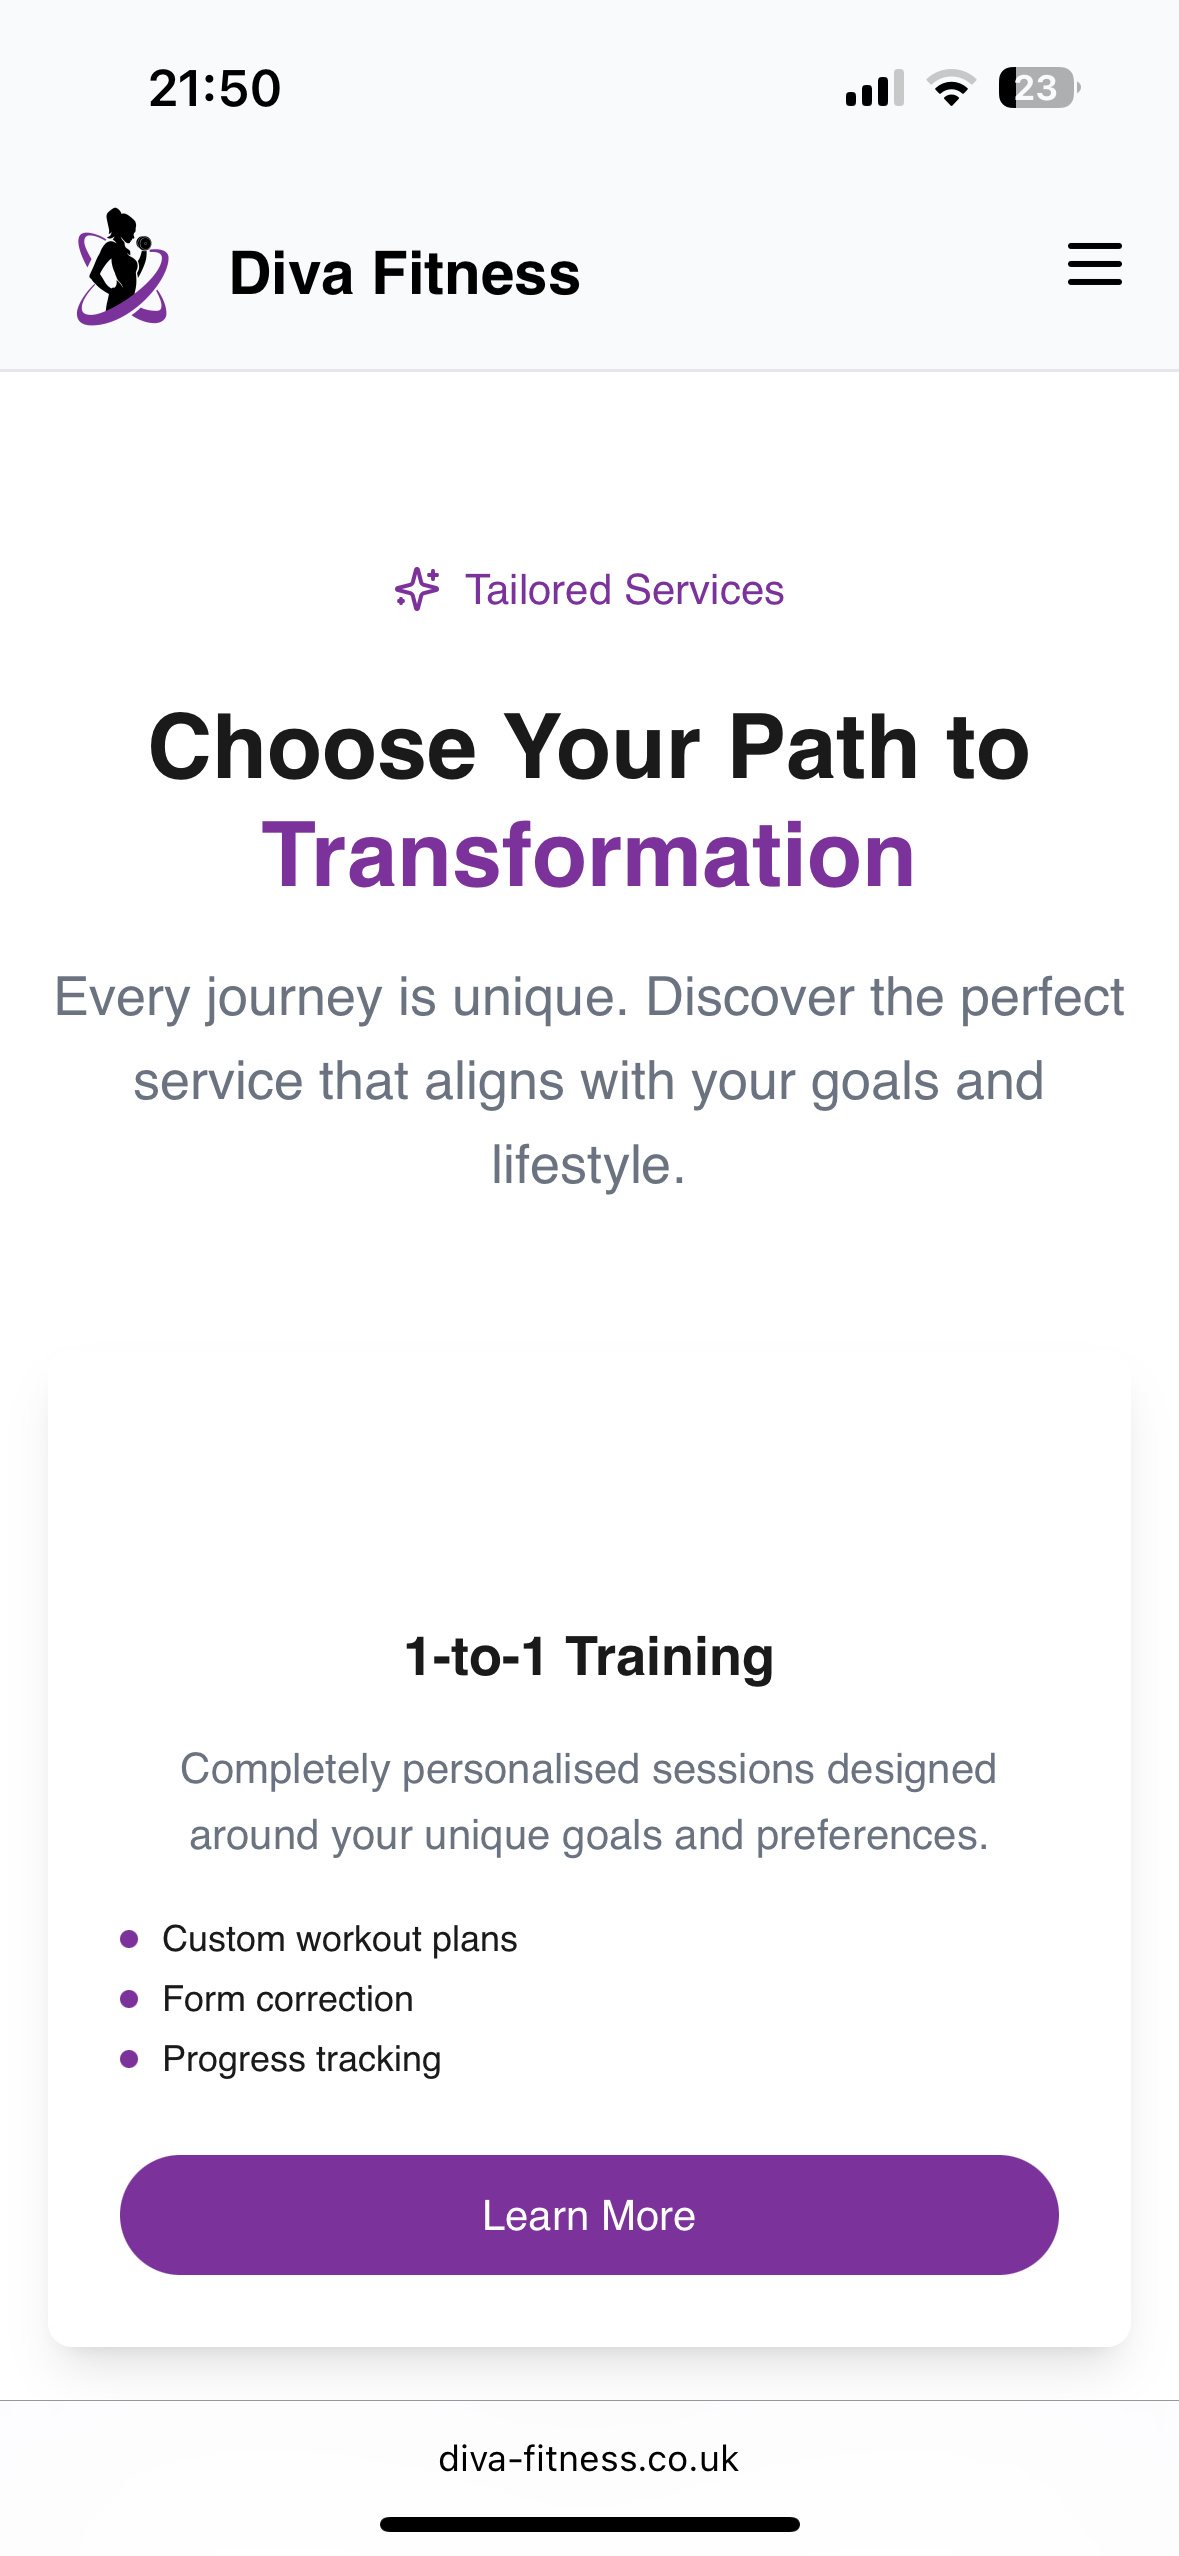 21:50
23
Diva Fitness
Tailored Services
Choose Your Path to
Transformation
Every journey is unique. Discover the perfect
service that aligns with your goals and
lifestyle.
1-to-1 Training
Completely personalised sessions designed
around your unique goals and preferences.
Custom workout plans
Form correction
Progress tracking
Learn More
diva-fitness.co.uk